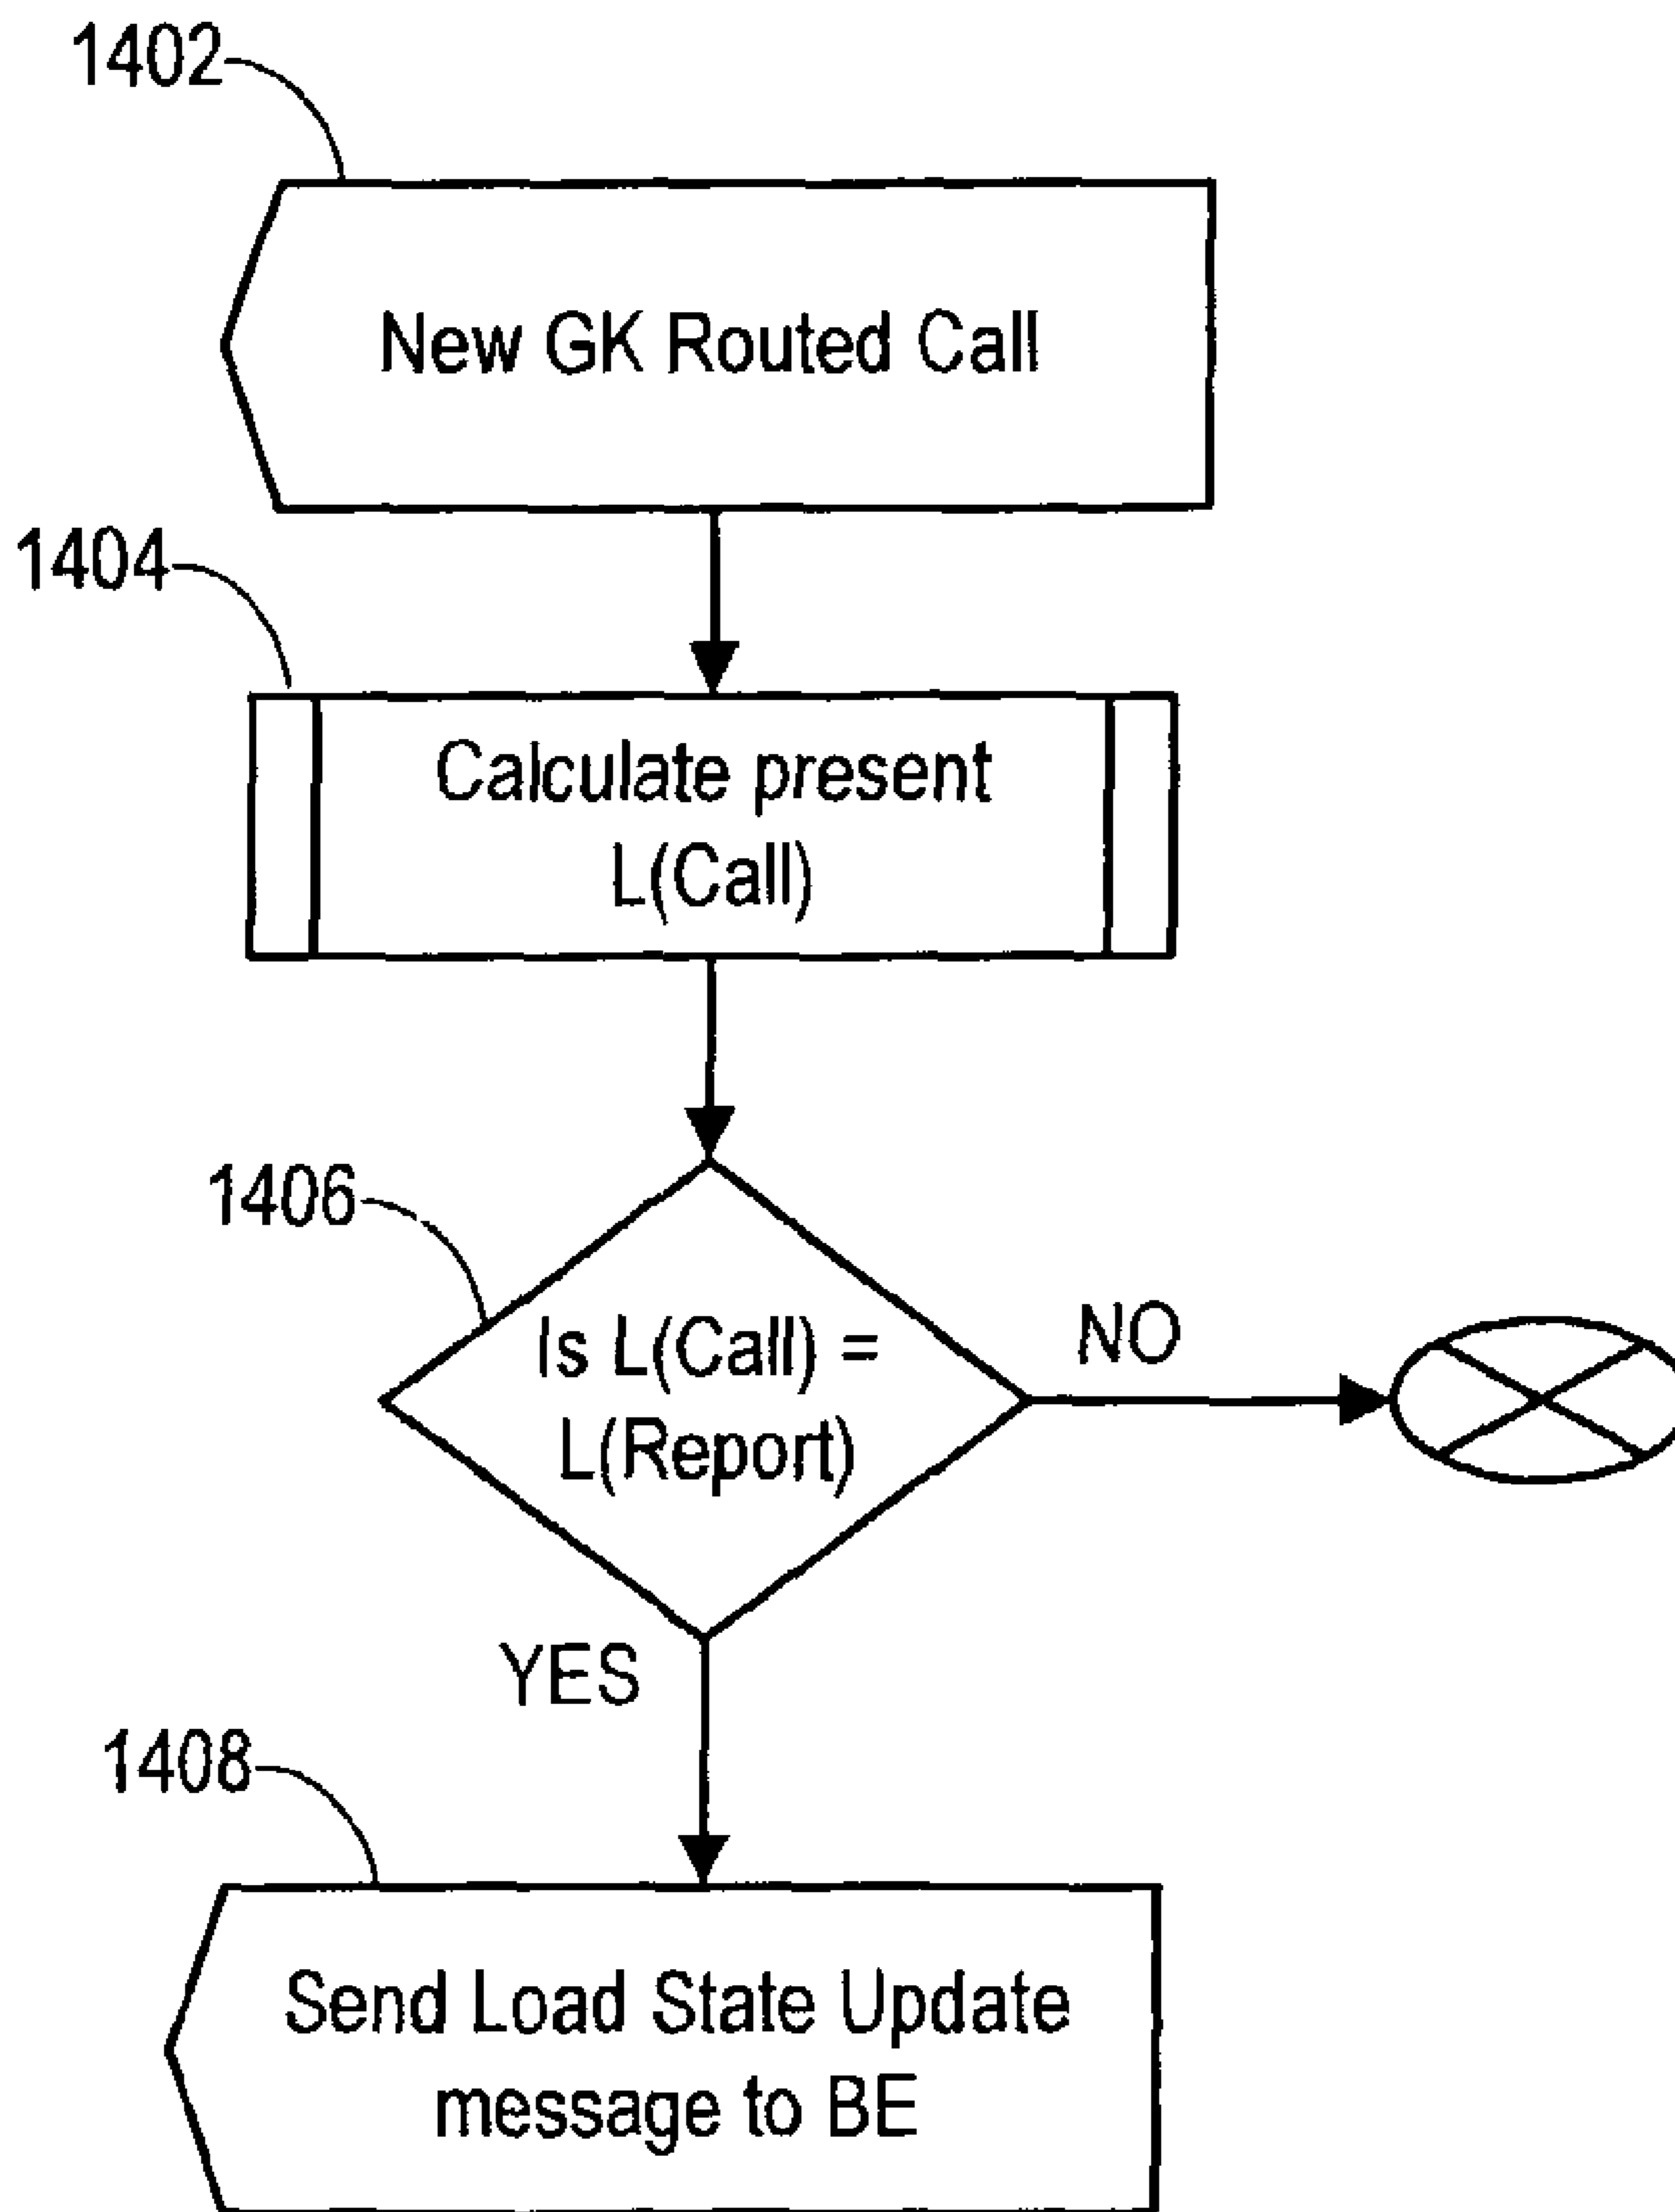 1402
New GK Routed Call
1404
Calculate present
L(Call)
1406
Is L(Call) =
L(Report)
NO
YES
1408
Send Load State Update
message to BE